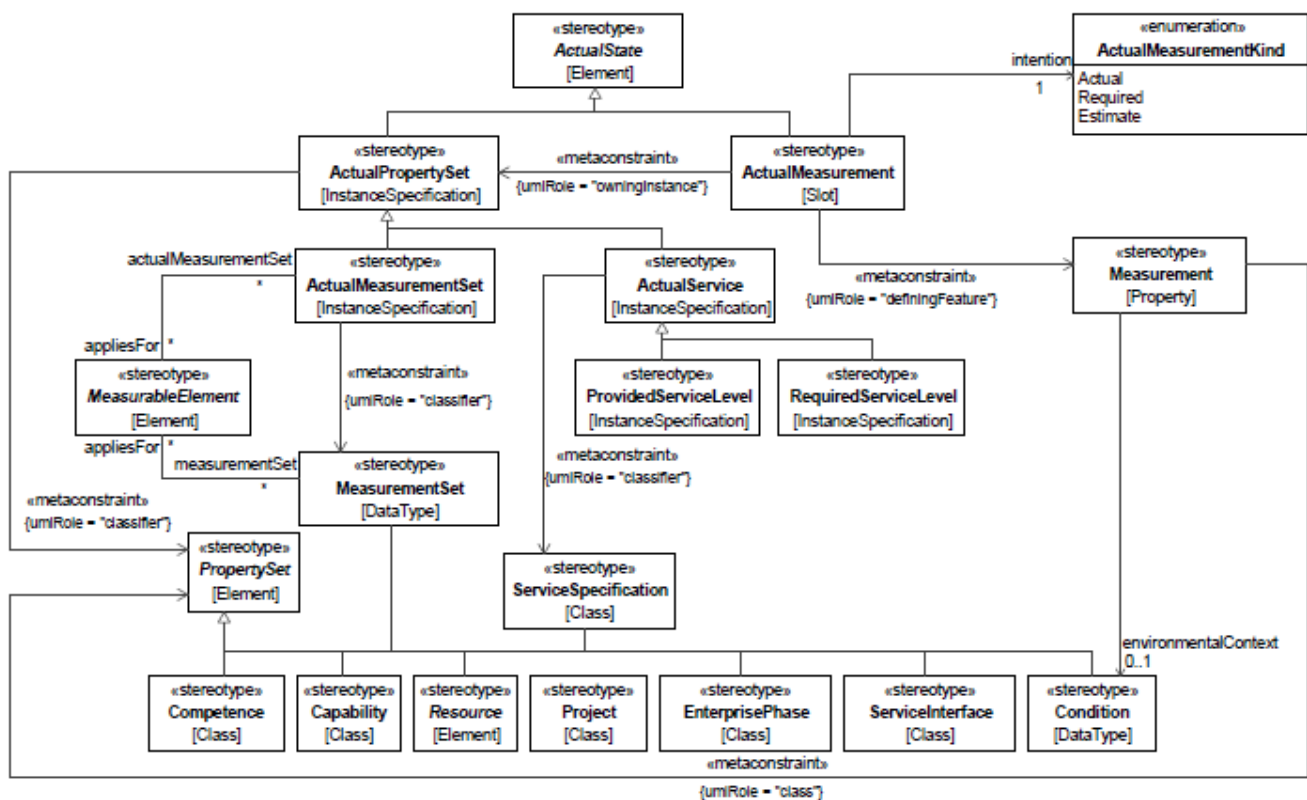 «stereotype»
ActualState
[Element]
«enumeration»
ActualMeasurementKind
Actual
Required
Estimate
intention
1
«stereotype»
ActualPropertySet
[InstanceSpecification]
«metaconstraint»
{umlRole = "owningInstance"}
«stereotype»
ActualMeasurement
[Slot]
actualMeasurementSet
*
«stereotype»
ActualMeasurementSet
[InstanceSpecification]
«stereotype»
ActualService
[InstanceSpecification]
«metaconstraint»
{umlRole = "definingFeature"}
«stereotype»
Measurement
[Property]
appliesFor *
«stereotype»
MeasurableElement
[Element]
appliesFor *
«metaconstraint»
{umlRole = "classifier"}
«stereotype»
ProvidedServiceLevel
[InstanceSpecification]
«stereotype»
RequiredServiceLevel
[InstanceSpecification]
measurementSet
*
«stereotype»
MeasurementSet
[DataType]
«metaconstraint»
{umlRole = "classifier"}
«metaconstraint»
{umlRole = "classifier"}
«stereotype»
PropertySet
[Element]
«stereotype»
ServiceSpecification
[Class]
environmentalContext
0..1
«stereotype»
Competence
[Class]
«stereotype»
Capability
[Class]
«stereotype»
Resource
[Element]
«stereotype»
Project
[Class]
«stereotype»
EnterprisePhase
[Class]
«stereotype»
ServiceInterface
[Class]
«stereotype»
Condition
[DataType]
«metaconstraint»
{umlRole = "class"}